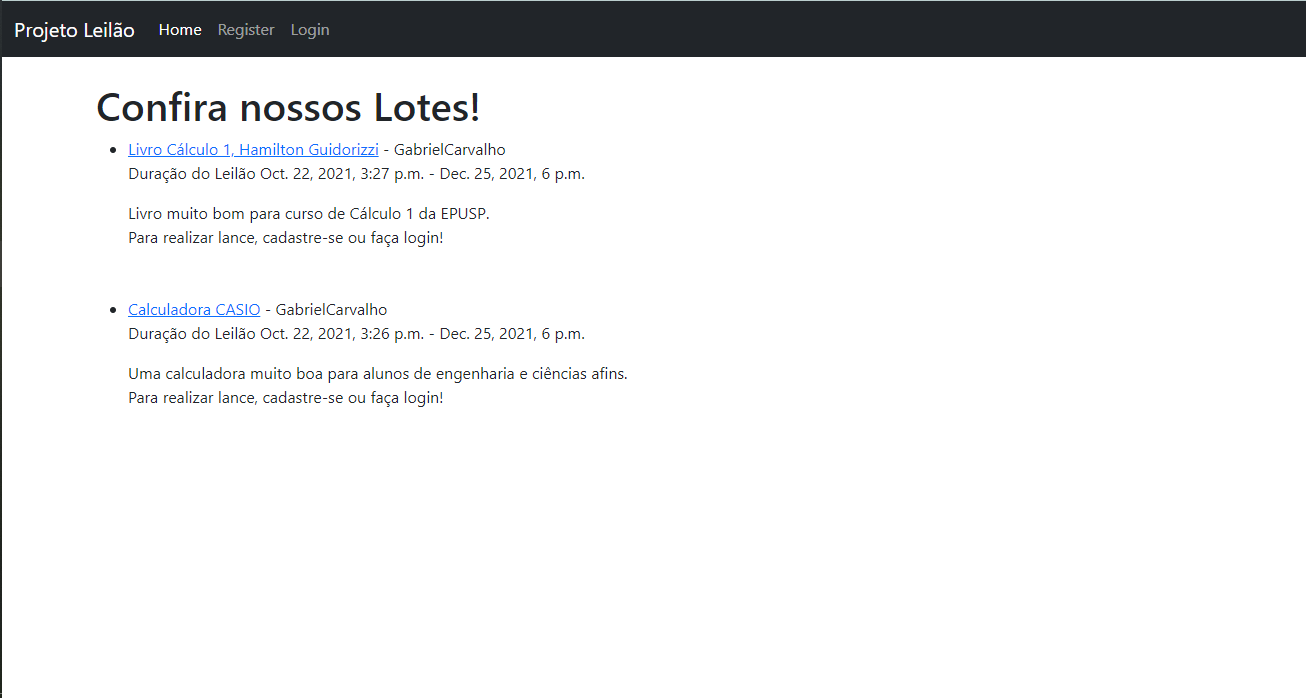 Projeto Leilão Home Register Login
Confira nossos Lotes!
Livro Cálculo 1, Hamilton Guidorizzi - GabrielCarvalho
Duração do Leilão Oct. 22, 2021, 3:27 p.m. - Dec. 25, 2021, 6 p.m.
Livro muito bom para curso de Cálculo 1 da EPUSP.
Para realizar lance, cadastre-se ou faça login!
Calculadora CASIO - GabrielCarvalho
Duração do Leilão Oct. 22, 2021, 3:26 p.m. - Dec. 25, 2021, 6 p.m.
Uma calculadora muito boa para alunos de engenharia e ciências afins.
Para realizar lance, cadastre-se ou faça login!